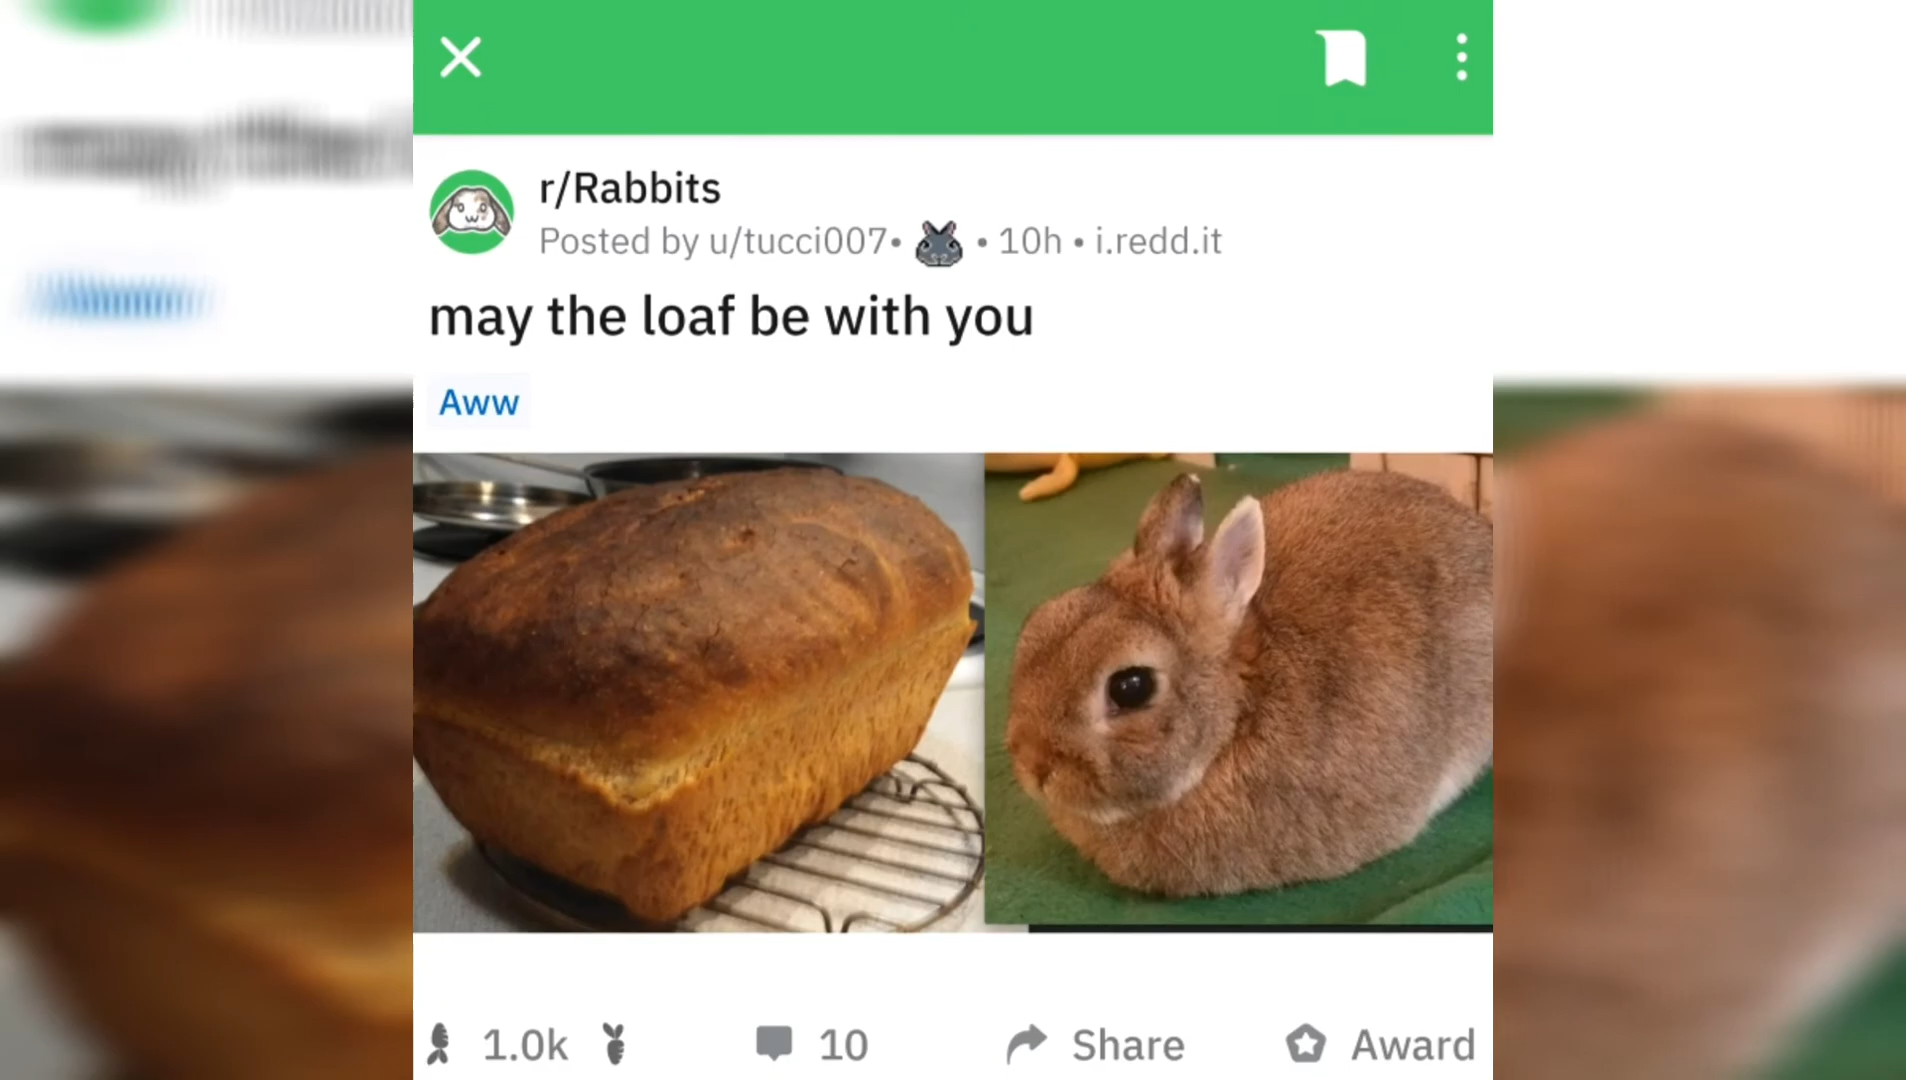 r/Rabbits
Posted by u/tucci007• • 10h • i.redd.it
may the loaf be with you
Aww
1.0k
10
Share
Award